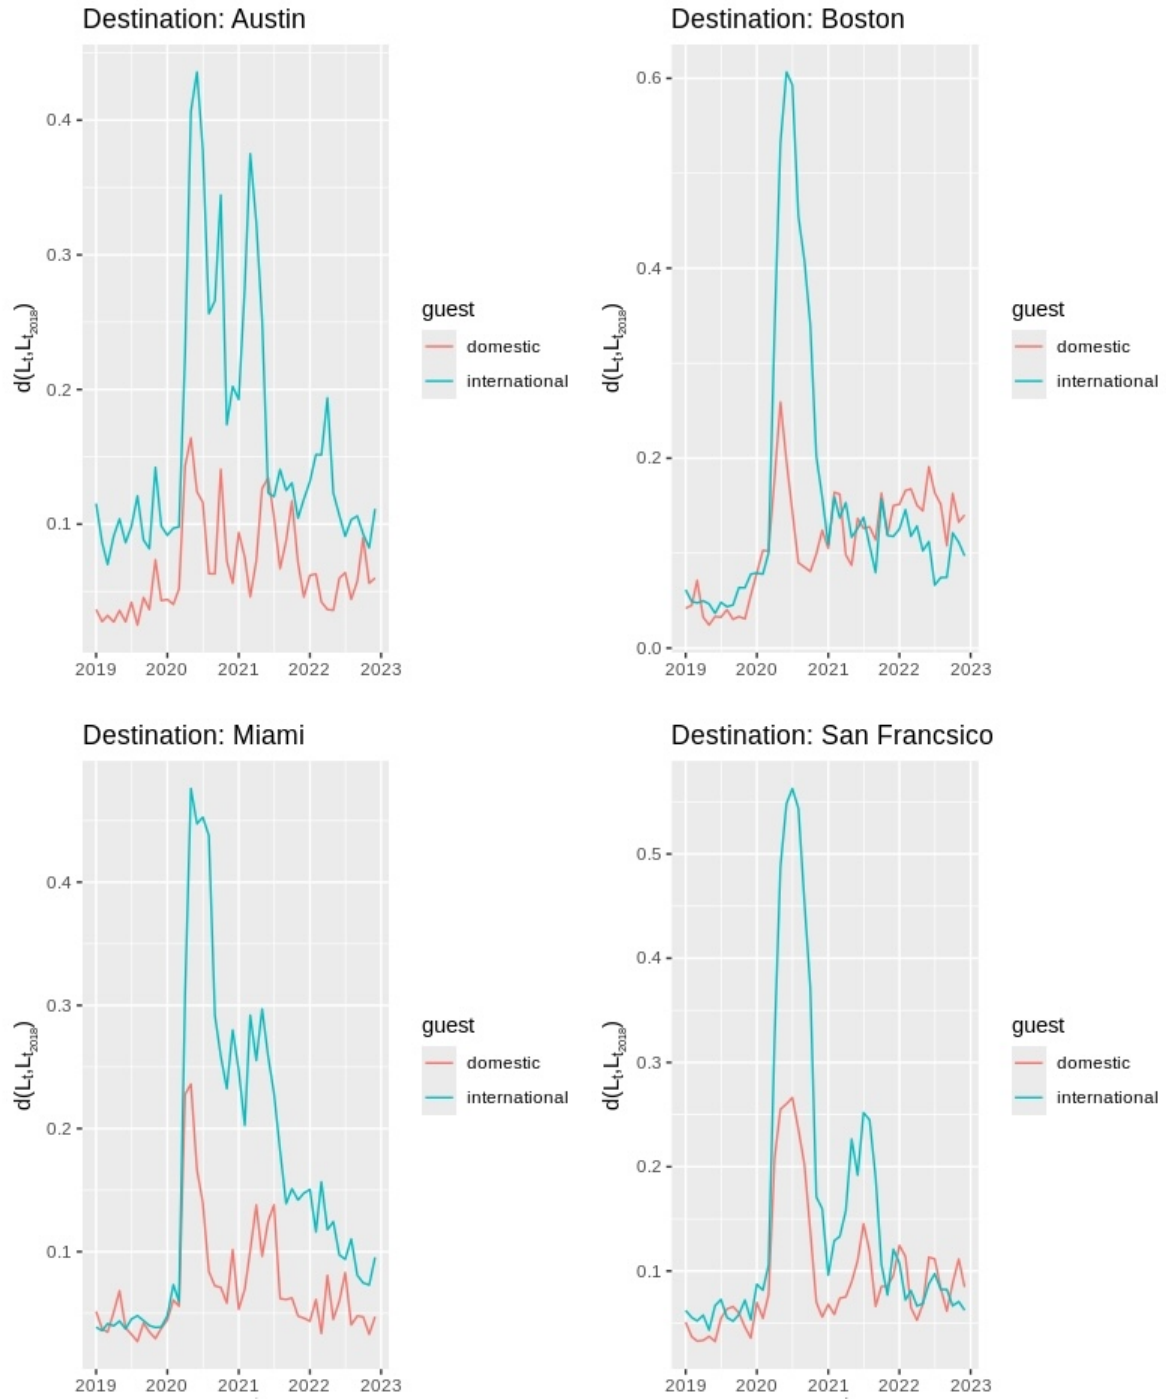 Destination: Austin
0.4
0.3
0.2
0.1
d(Lt,Lt2018)
2019 2020 2021 2022 2023
guest
domestic
international
Destination: Boston
0.6
0.4
0.2
0.0
d(Lt,Lt2018)
2019 2020 2021 2022 2023
guest
domestic
international
Destination: Miami
0.4
0.3
0.2
0.1
d(Lt,Lt2018)
2019 2020 2021 2022 2023
guest
domestic
international
Destination: San Francsico
0.5
0.4
0.3
0.2
0.1
d(Lt,Lt2018)
2019 2020 2021 2022 2023
guest
domestic
international